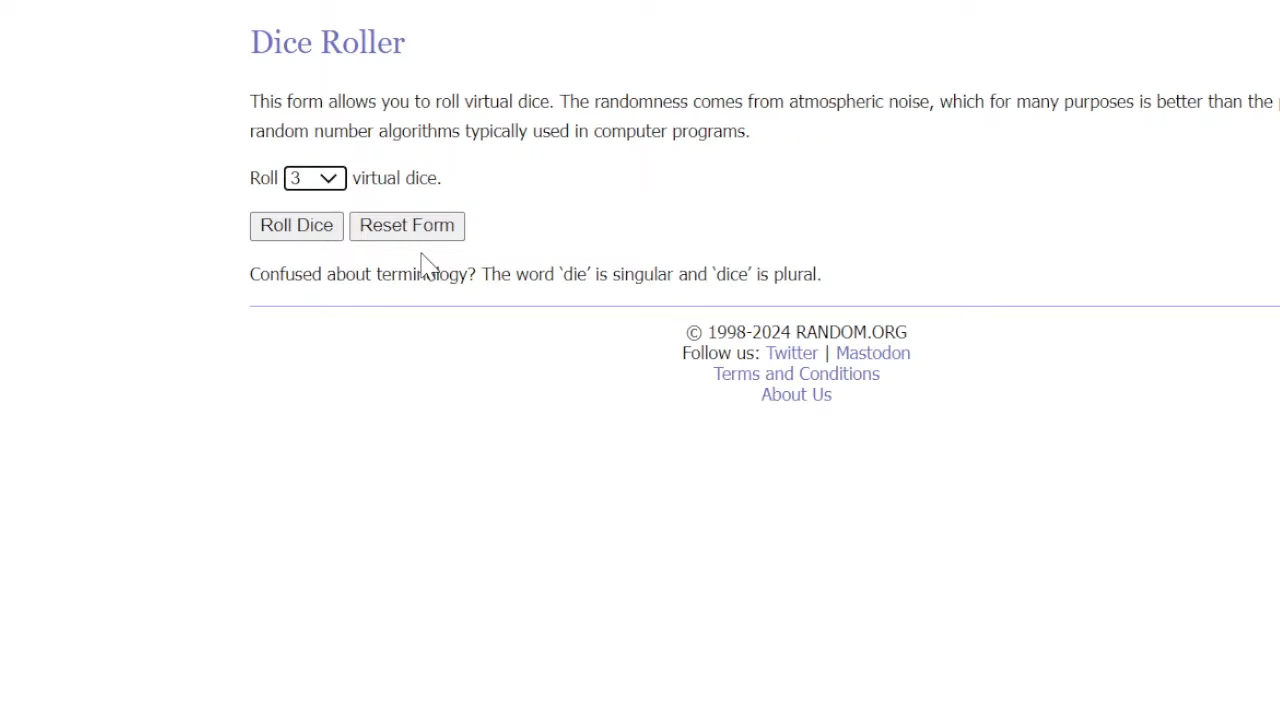 Dice Roller
This form allows you to roll virtual dice. The randomness comes from atmospheric noise, which for many purposes is better than the
random number algorithms typically used in computer programs.
Roll 3 virtual dice.
Roll Dice Reset Form
Confused about terminology? The word `die’ is singular and `dice’ is plural.
© 1998-2024 RANDOM.ORG
Follow us: Twitter | Mastodon
Terms and Conditions
About Us